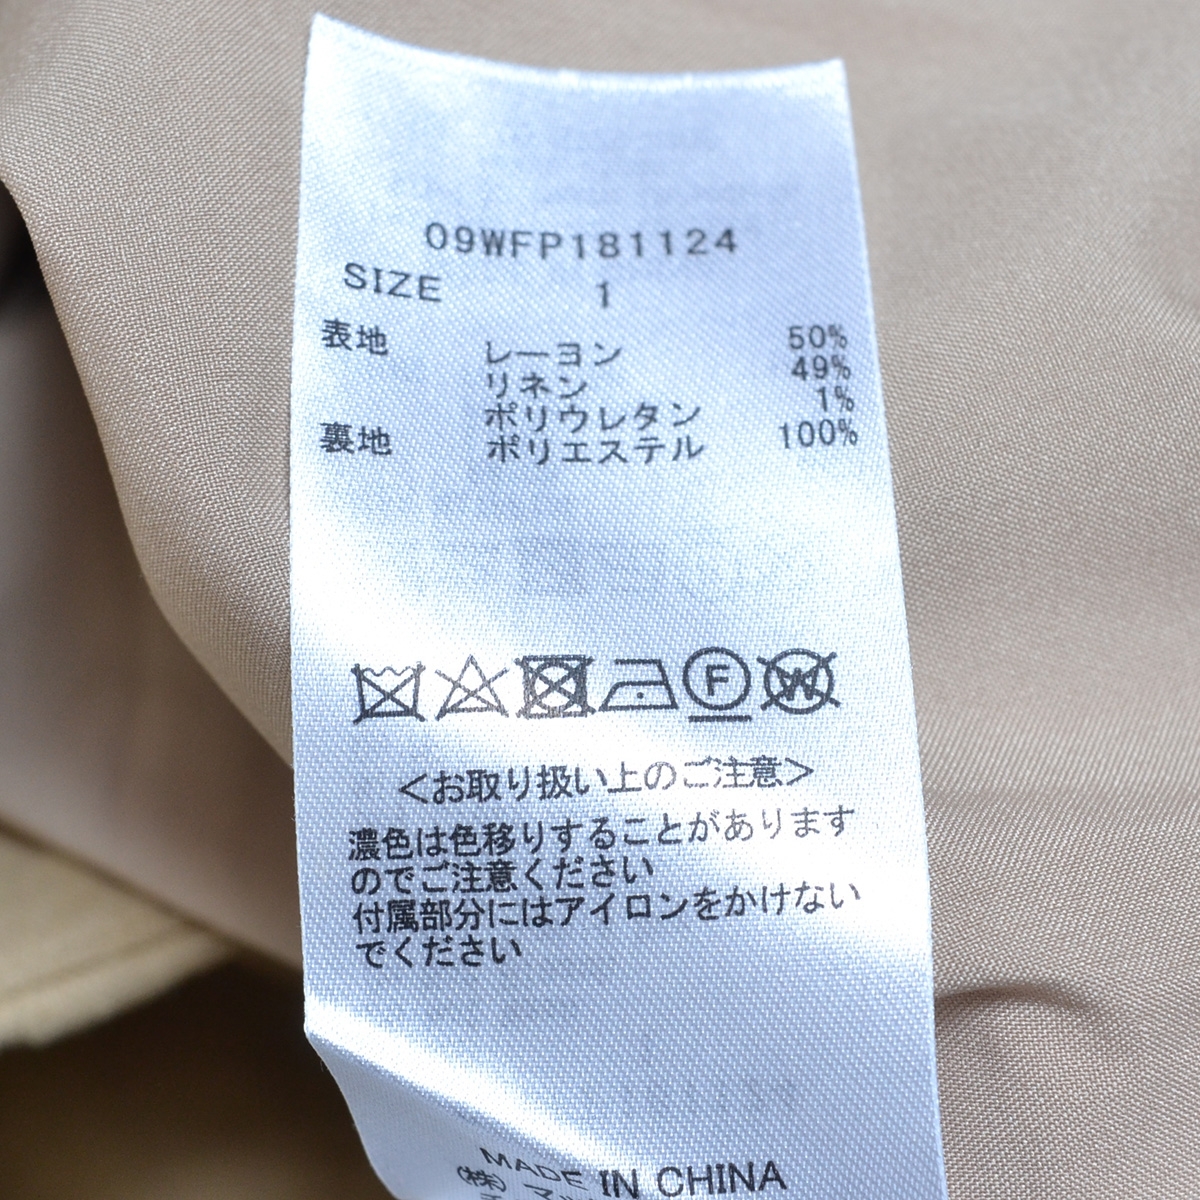 09WFP181124
SIZE 1
表地 レーヨン 50%
リネン 49%
ポリウレタン 1%
裏地 ポリエステル 100%
F W
<お取り扱い上のご注意>
濃色は色移りすることがあります
のでご注意ください
付属部分にはアイロンをかけない
でください
MADE IN CHINA
㈱